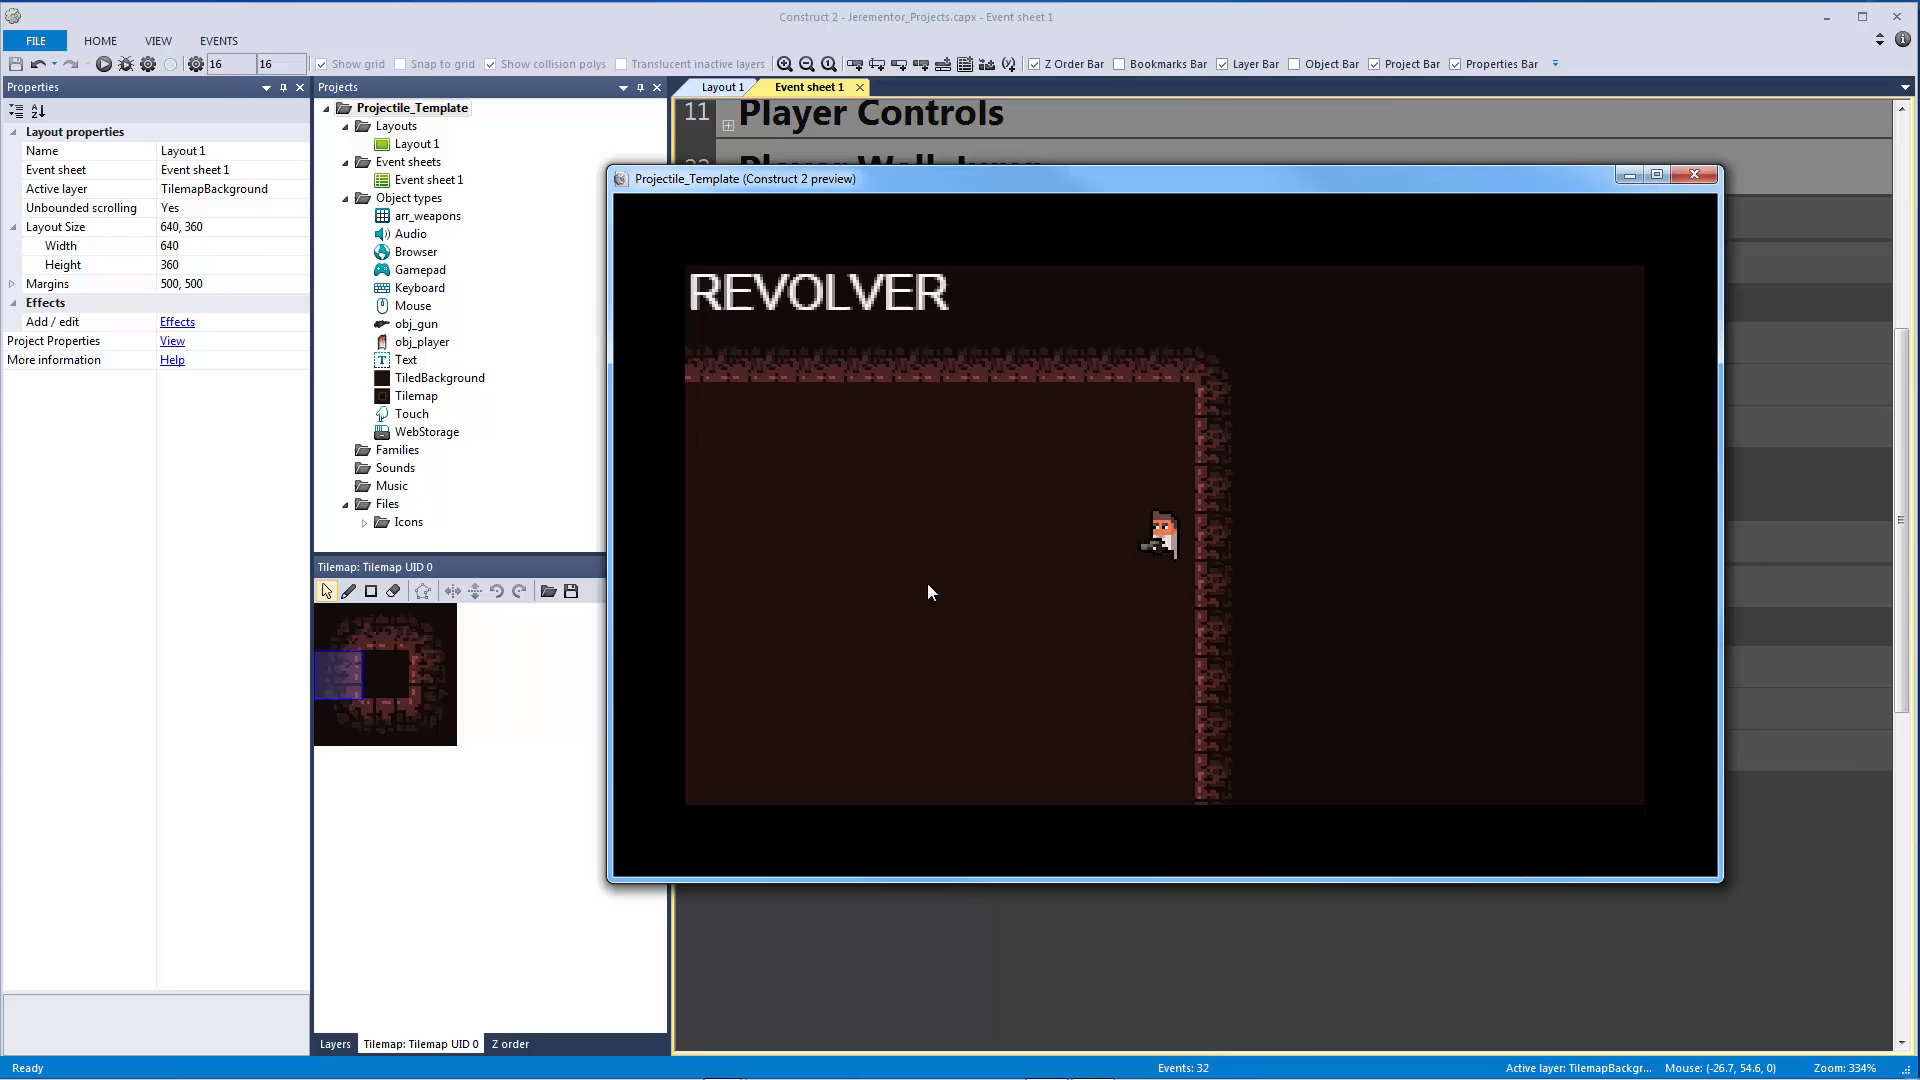 Construct 2 - Jerementor_Projects.capx - Event sheet 1
FILE HOME VIEW EVENTS
16 16 Show grid Snap to grid Show collision polys Translucent inactive layers Z Order Bar Bookmarks Bar Layer Bar Object Bar Project Bar Properties Bar
Properties
Layout properties
Name Layout 1
Event sheet Event sheet 1
Active layer TilemapBackground
Unbounded scrolling Yes
Layout Size 640, 360
Width 640
Height 360
Margins 500, 500
Effects
Add / edit Effects
Project Properties View
More information Help
Projects
Projectile_Template
Layouts
Layout 1
Event sheets
Event sheet 1
Object types
arr_weapons
Audio
Browser
Gamepad
Keyboard
Mouse
obj_gun
obj_player
Text
TiledBackground
Tilemap
Touch
WebStorage
Families
Sounds
Music
Files
Icons
Tilemap: Tilemap UID 0
Layers Tilemap: Tilemap UID 0 Z order
Layout 1 Event sheet 1
11 Player Controls
Projectile_Template (Construct 2 preview)
REVOLVER
Ready Events: 32 Active layer: TilemapBackgr... Mouse: (-26.7, 54.6, 0) Zoom: 334%